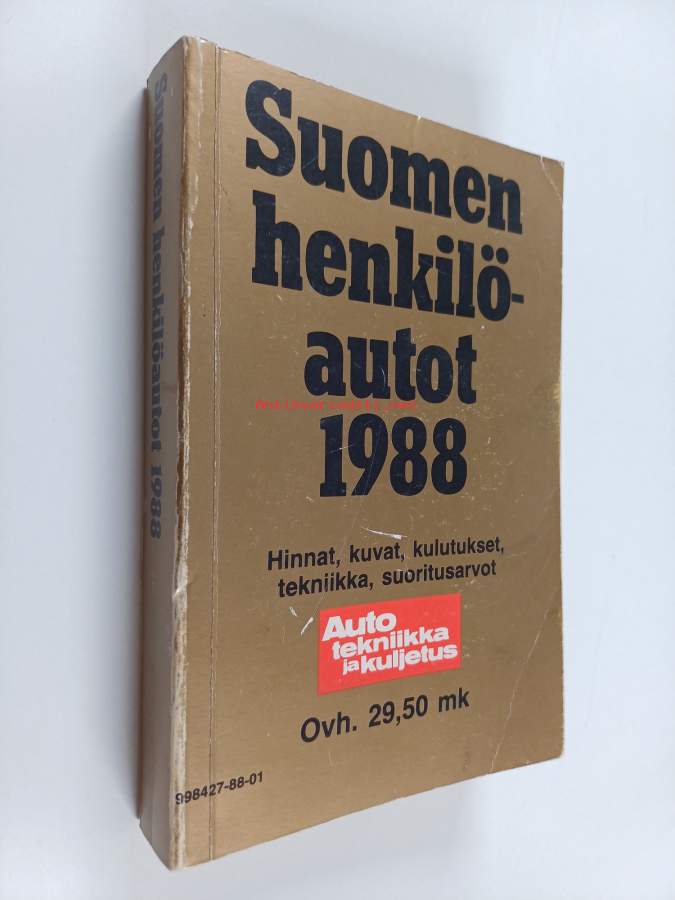 Suomen henkilöautot 1988
Suomen
henkilö-
autot
1988
Hinnat, kuvat, kulutukset,
tekniikka, suoritusarvot
Auto
tekniikka
ja kuljetus
Ovh. 29,50 mk
998427-88-01